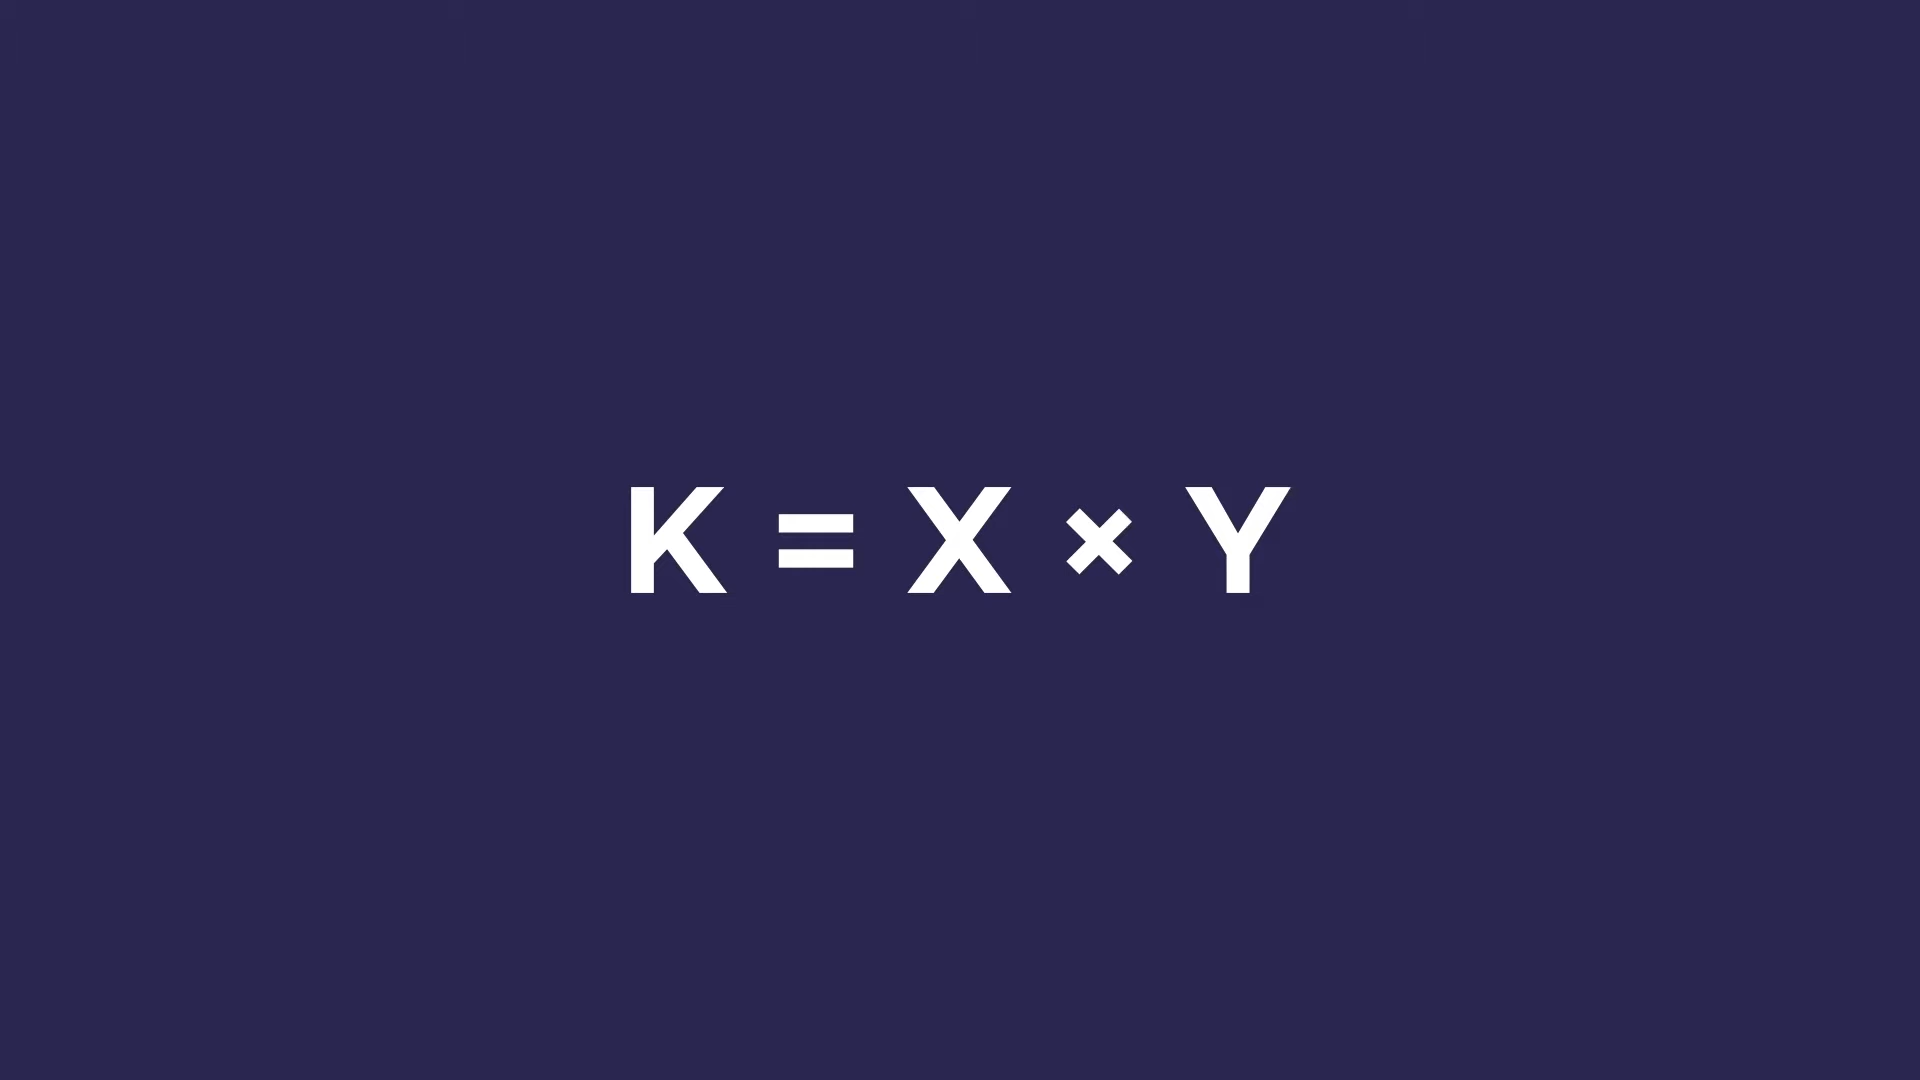 K = X × Y